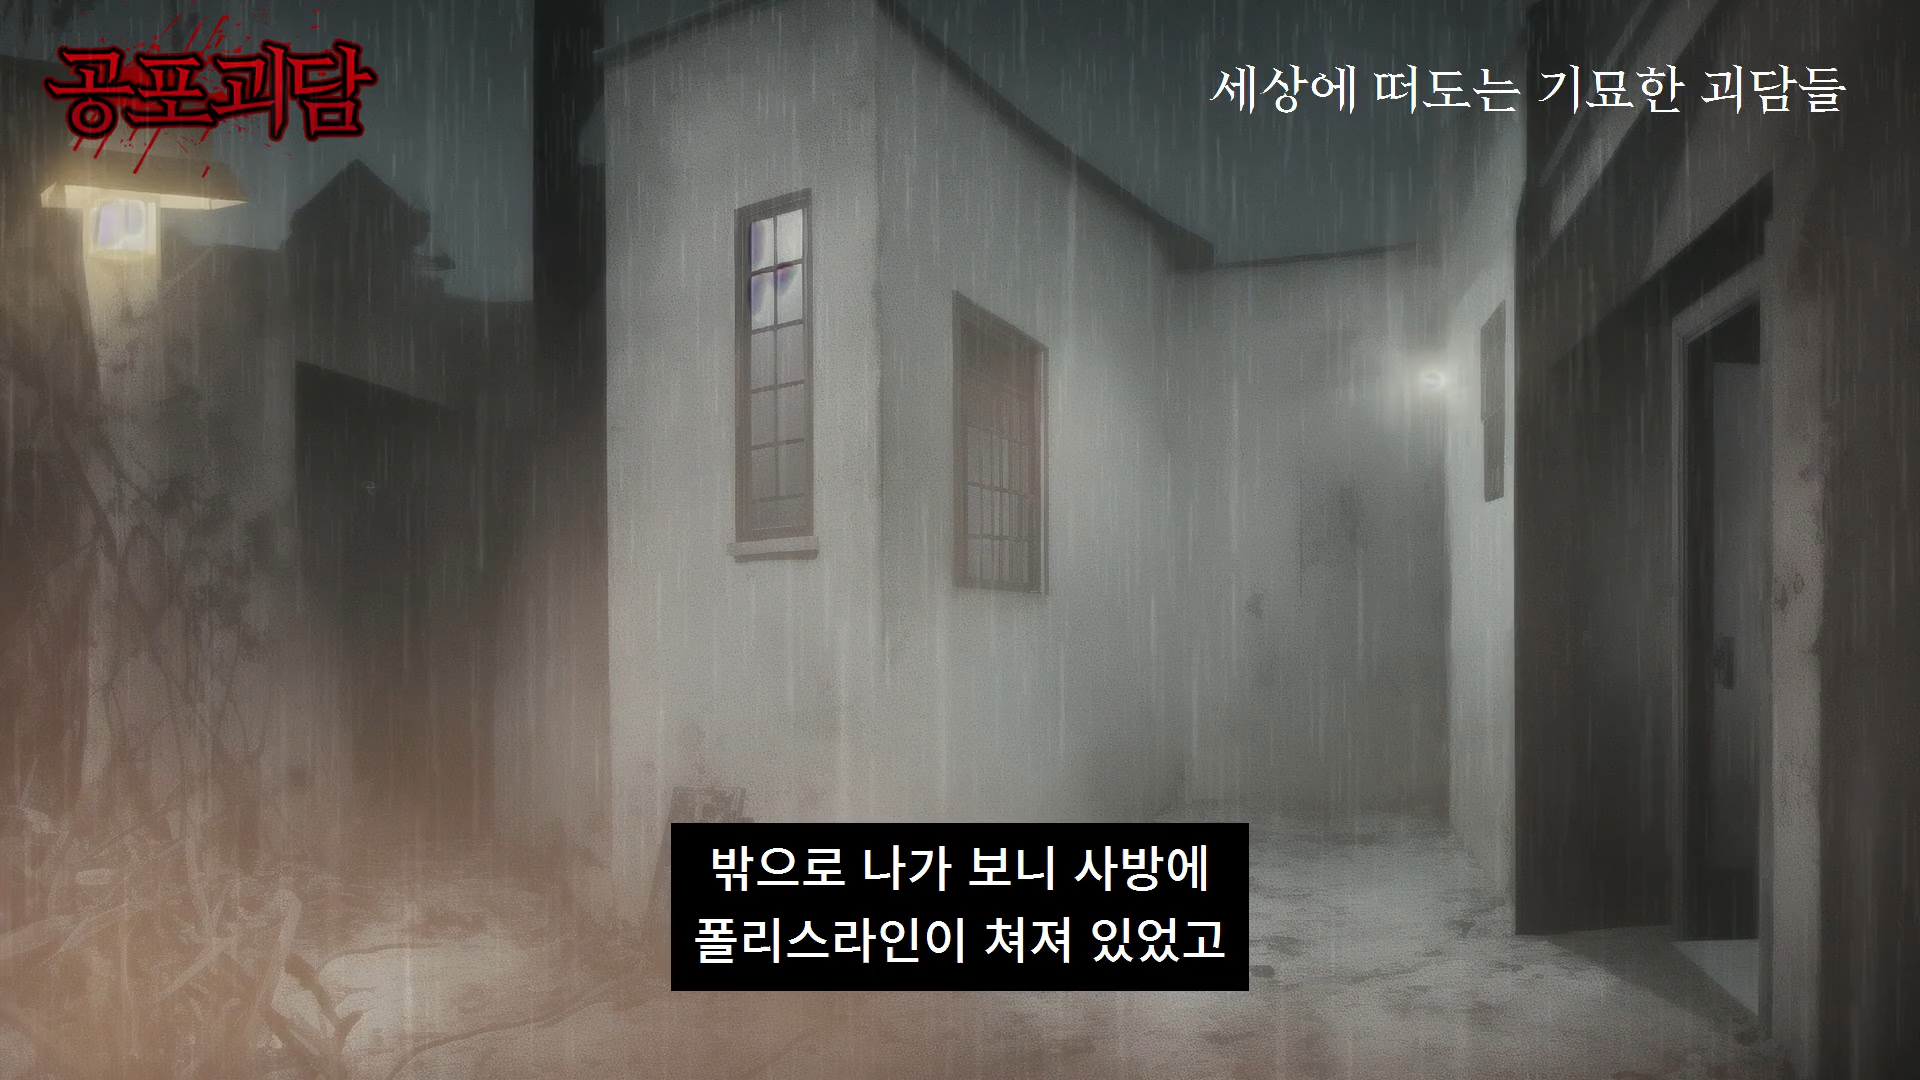 공포괴담
세상에 떠도는 기묘한 괴담들
밖으로 나가 보니 사방에
폴리스라인이 쳐져 있었고